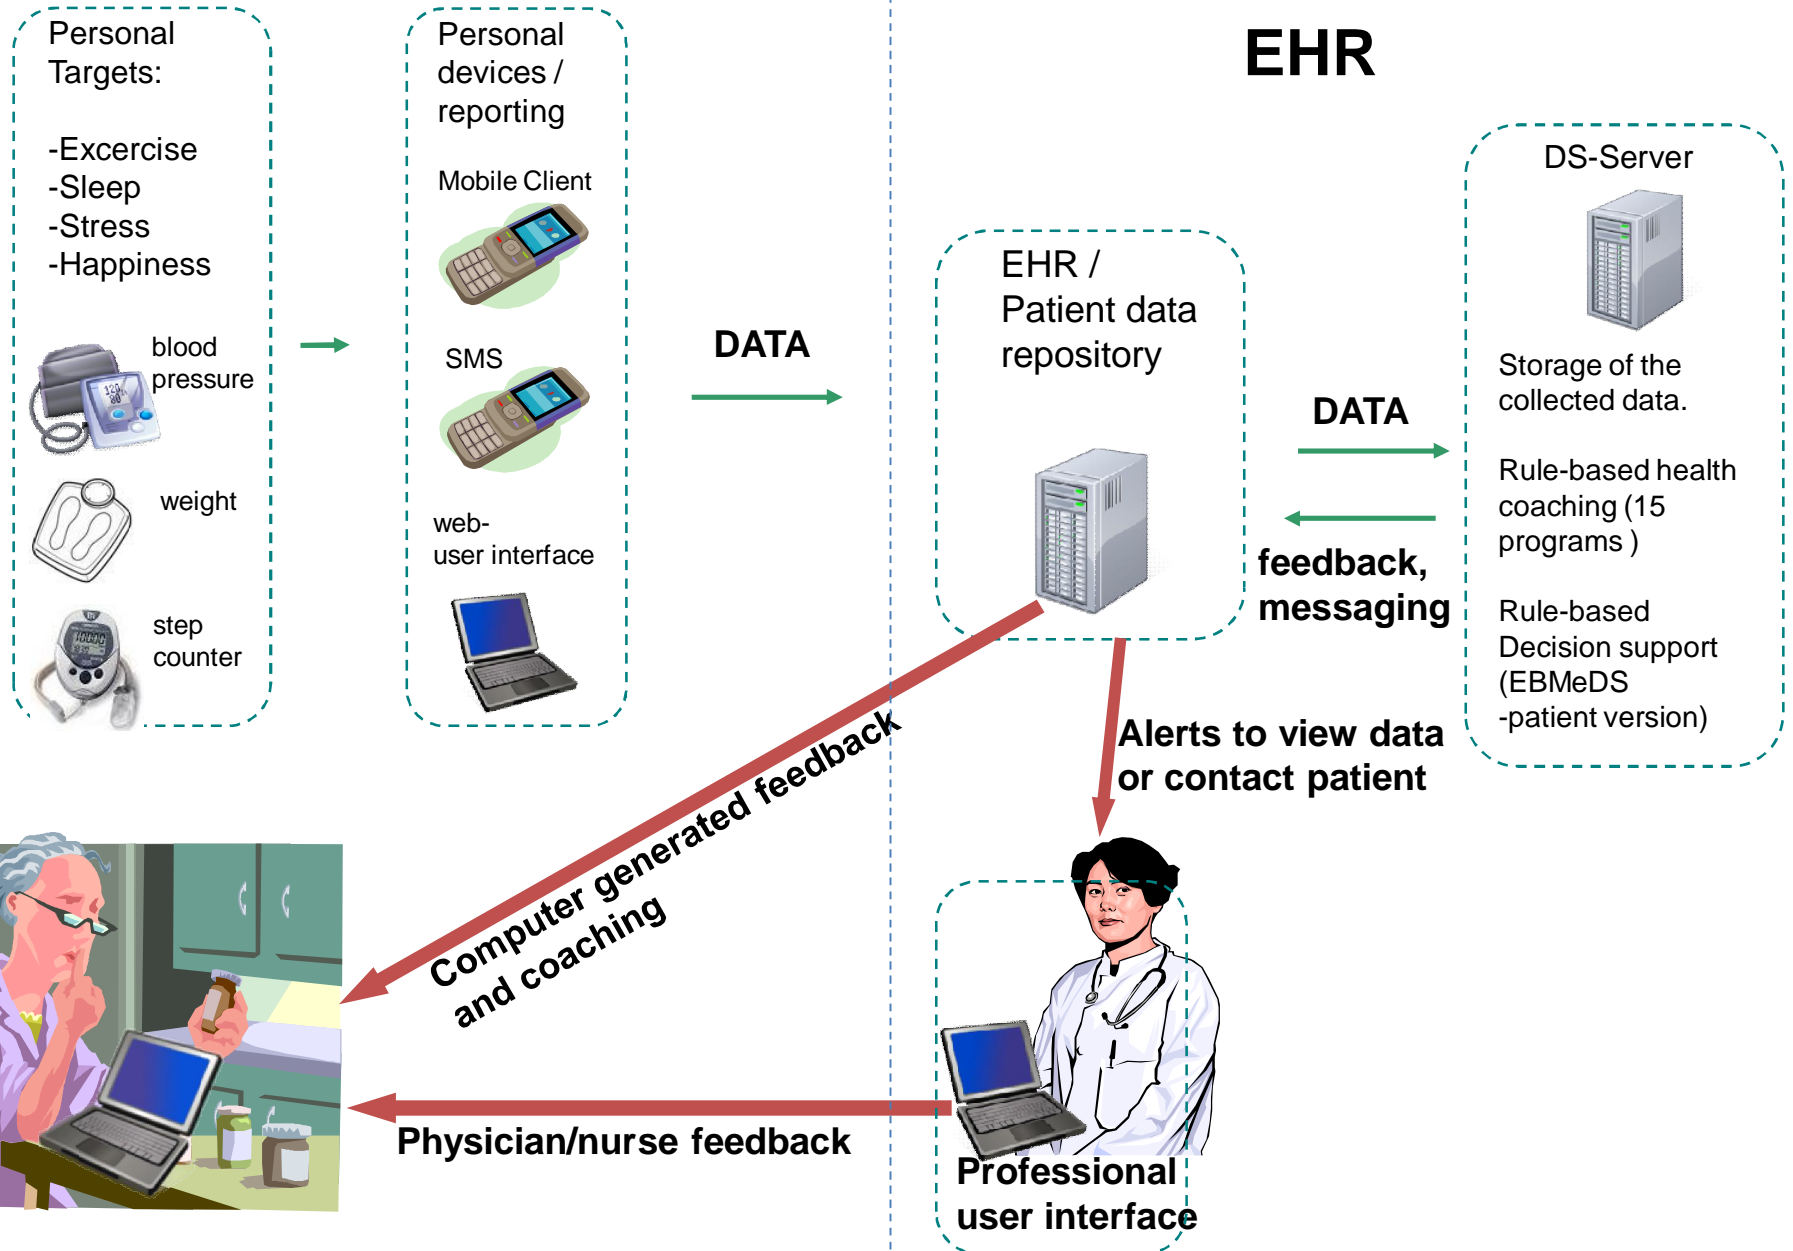 Personal
Targets:
-Excercise
-Sleep
-Stress
-Happiness
blood
pressure
weight
step
counter
Personal
devices /
reporting
Mobile Client
SMS
web-
user interface
DATA
EHR
EHR /
Patient data
repository
DATA
feedback,
messaging
DS-Server
Storage of the
collected data.
Rule-based health
coaching (15
programs )
Rule-based
Decision support
(EBMeDS
-patient version)
Computer generated feedback
and coaching
Alerts to view data
or contact patient
Physician/nurse feedback
Professional
user interface